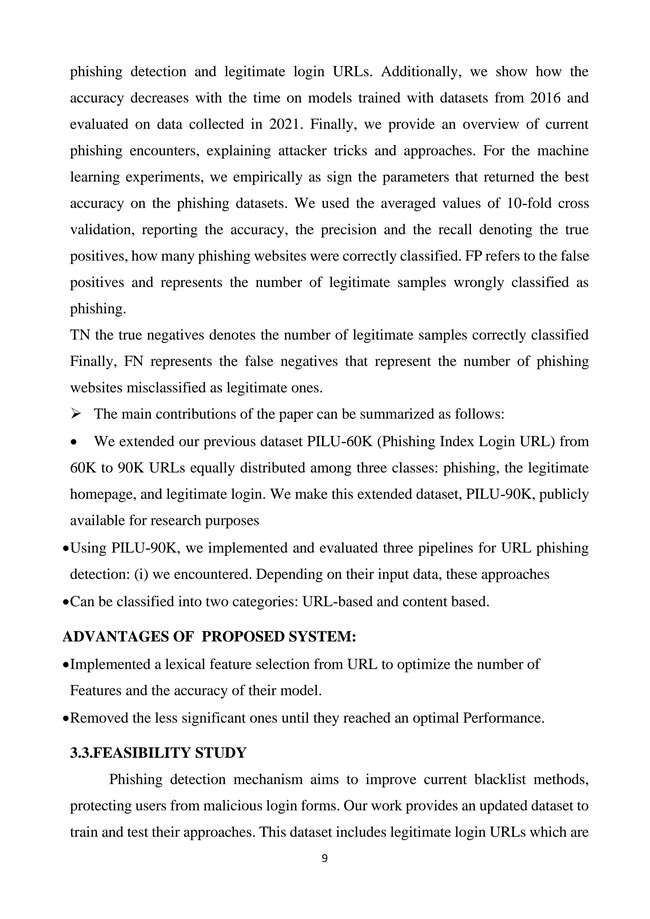 phishing detection and legitimate login URLs. Additionally, we show how the
accuracy decreases with the time on models trained with datasets from 2016 and
evaluated on data collected in 2021. Finally, we provide an overview of current
phishing encounters, explaining attacker tricks and approaches. For the machine
learning experiments, we empirically as sign the parameters that returned the best
accuracy on the phishing datasets. We used the averaged values of 10-fold cross
validation, reporting the accuracy, the precision and the recall denoting the true
positives, how many phishing websites were correctly classified. FP refers to the false
positives and represents the number of legitimate samples wrongly classified as
phishing.
TN the true negatives denotes the number of legitimate samples correctly classified
Finally, FN represents the false negatives that represent the number of phishing
websites misclassified as legitimate ones.
➢ The main contributions of the paper can be summarized as follows:
• We extended our previous dataset PILU-60K (Phishing Index Login URL) from
60K to 90K URLs equally distributed among three classes: phishing, the legitimate
homepage, and legitimate login. We make this extended dataset, PILU-90K, publicly
available for research purposes
•Using PILU-90K, we implemented and evaluated three pipelines for URL phishing
detection: (i) we encountered. Depending on their input data, these approaches
•Can be classified into two categories: URL-based and content based.
ADVANTAGES OF PROPOSED SYSTEM:
•Implemented a lexical feature selection from URL to optimize the number of
Features and the accuracy of their model.
•Removed the less significant ones until they reached an optimal Performance.
3.3.FEASIBILITY STUDY
Phishing detection mechanism aims to improve current blacklist methods,
protecting users from malicious login forms. Our work provides an updated dataset to
train and test their approaches. This dataset includes legitimate login URLs which are
9